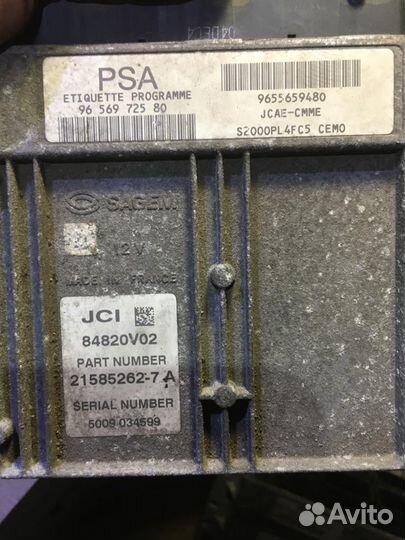 PSA
ETIQUETTE PROGRAMME
96 569 725 80
9655659480
JCAE-CMME
S2000PL4FC5 CEMO
SAGEM
12V
MADE IN FRANCE
JCI
84820V02
PART NUMBER
21585262-7 A
SERIAL NUMBER
5009 034599
Avito